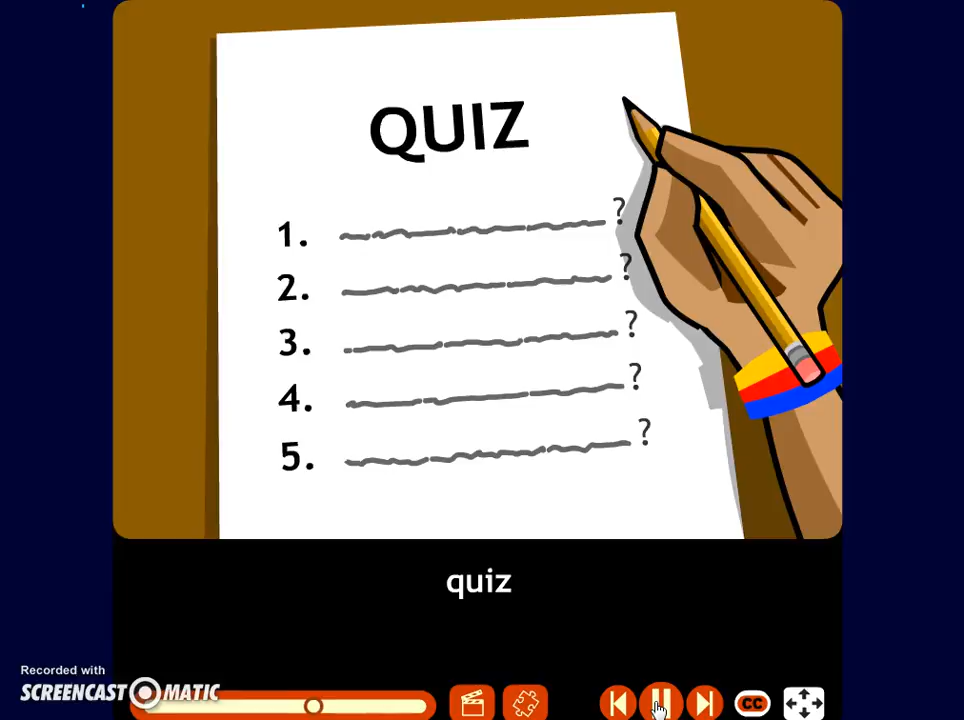 QUIZ
1. ?
2. ?
3. ?
4. ?
5. ?
quiz
Recorded with
SCREENCAST MATIC
CC